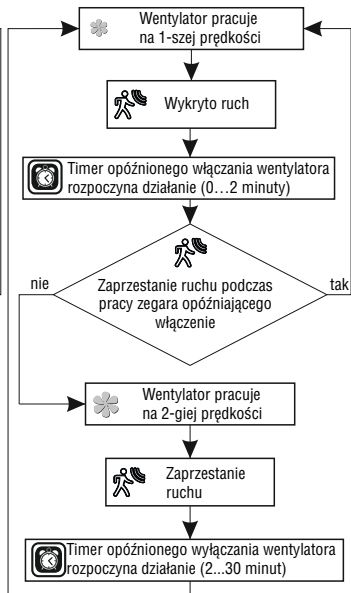 Wentylator pracuje
na 1-szej prędkości
Wykryto ruch
Timer opóźnionego włączania wentylatora
rozpoczyna działanie (0...2 minuty)
nie
tak
Zaprzestanie ruchu podczas
pracy zegara opóźniającego
włączenie
Wentylator pracuje
na 2-giej prędkości
Zaprzestanie
ruchu
Timer opóźnionego wyłączania wentylatora
rozpoczyna działanie (2...30 minut)